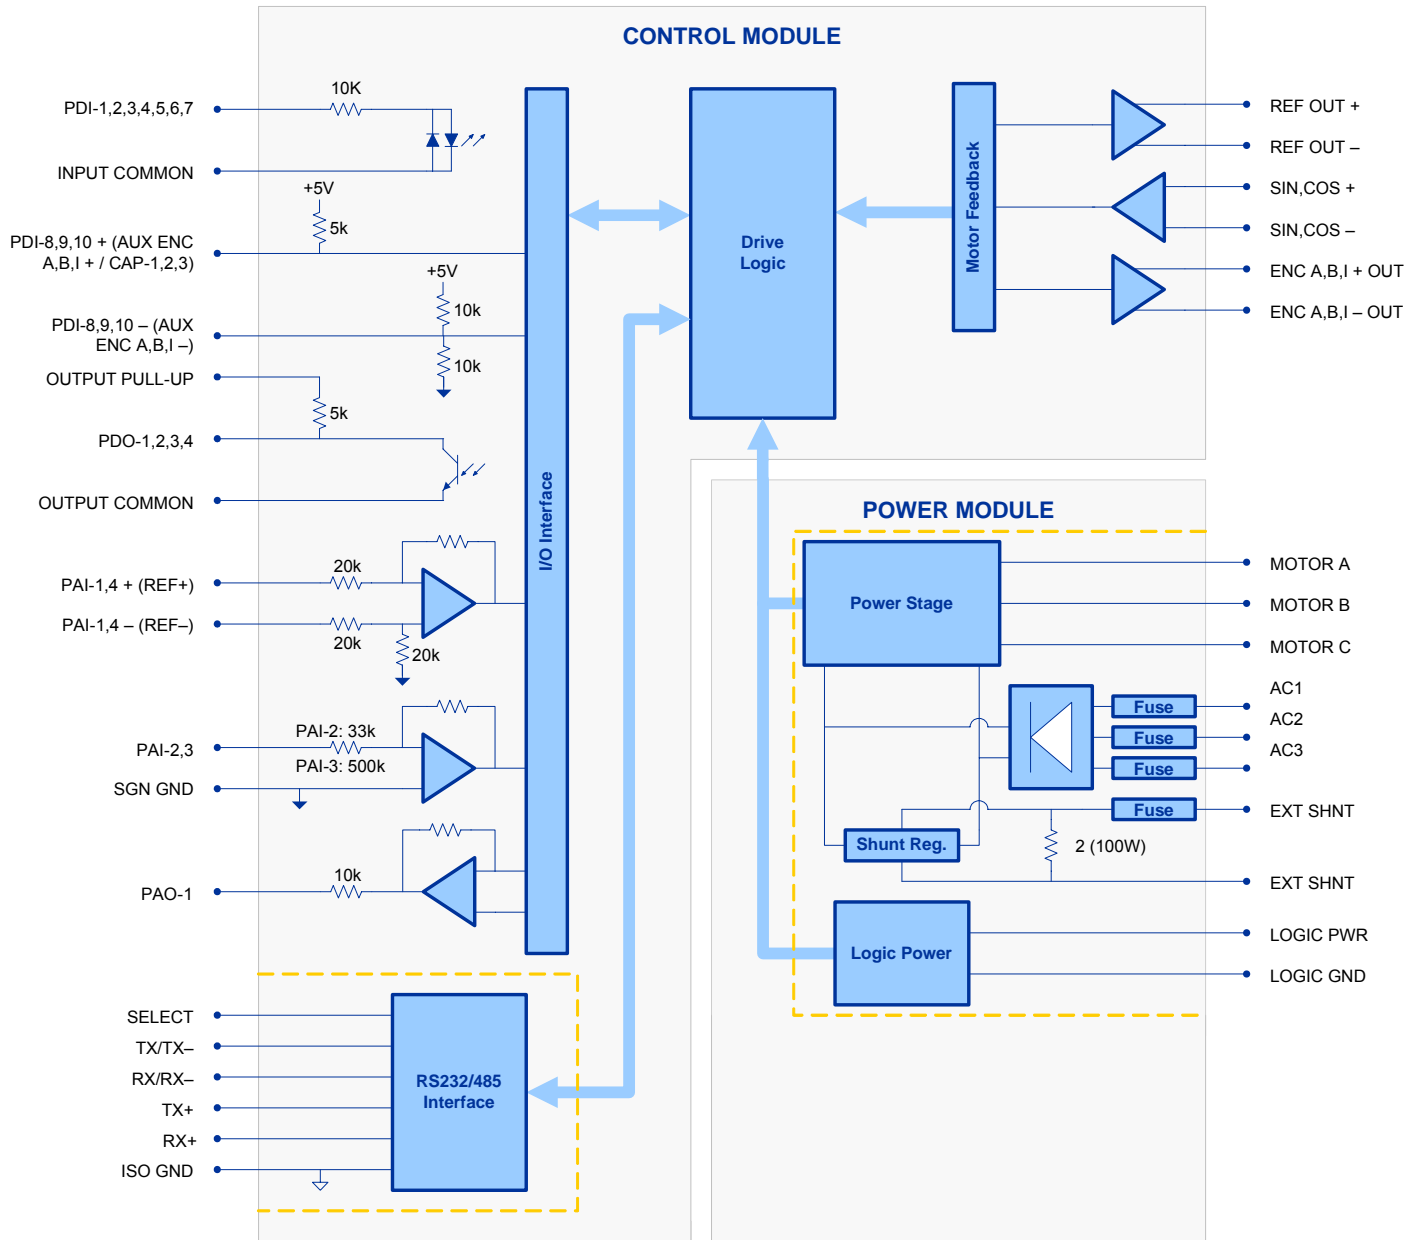 CONTROL MODULE
PDI-1,2,3,4,5,6,7
10K
INPUT COMMON
+5V
5k
PDI-8,9,10 + (AUX ENC
A,B,I + / CAP-1,2,3)
+5V
10k
PDI-8,9,10 – (AUX
ENC A,B,I –)
10k
OUTPUT PULL-UP
5k
PDO-1,2,3,4
OUTPUT COMMON
PAI-1,4 + (REF+)
20k
PAI-1,4 – (REF–)
20k
20k
PAI-2,3
PAI-2: 33k
PAI-3: 500k
SGN GND
PAO-1
10k
I/O Interface
SELECT
TX/TX–
RX/RX–
TX+
RX+
ISO GND
RS232/485
Interface
Drive
Logic
Motor Feedback
REF OUT +
REF OUT –
SIN,COS +
SIN,COS –
ENC A,B,I + OUT
ENC A,B,I – OUT
POWER MODULE
Power Stage
MOTOR A
MOTOR B
MOTOR C
AC1
Fuse
AC2
Fuse
AC3
Fuse
Fuse
EXT SHNT
Shunt Reg.
2 (100W)
EXT SHNT
Logic Power
LOGIC PWR
LOGIC GND